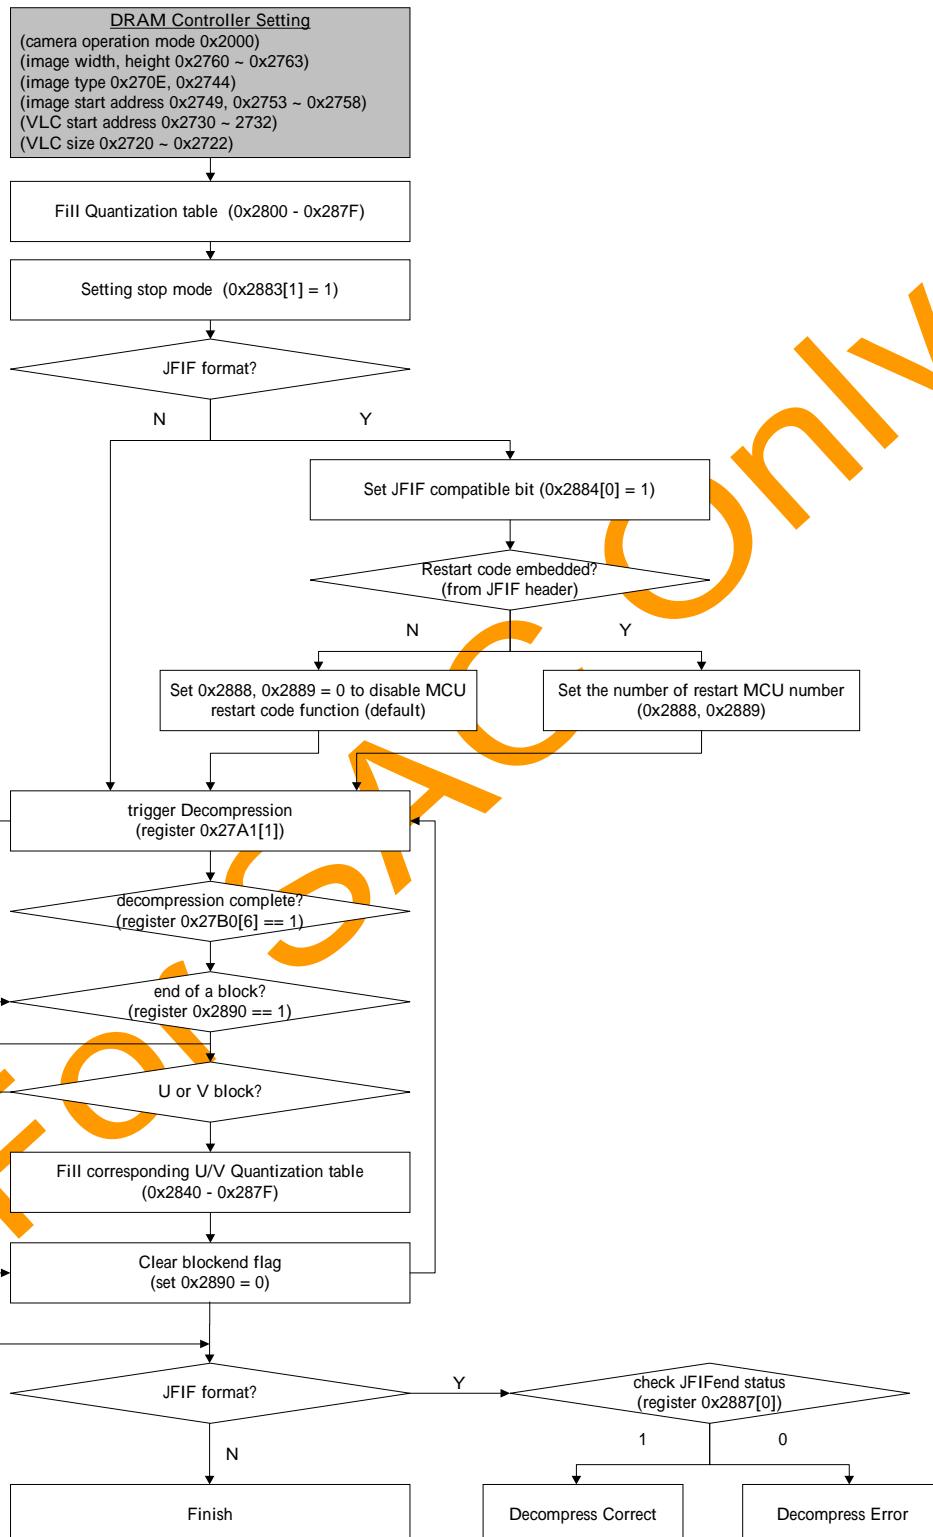 DRAM Controller Setting
(camera operation mode 0x2000)
(image width, height 0x2760 ~ 0x2763)
(image type 0x270E, 0x2744)
(image start address 0x2749, 0x2753 ~ 0x2758)
(VLC start address 0x2730 ~ 2732)
(VLC size 0x2720 ~ 0x2722)
Fill Quantization table (0x2800 - 0x287F)
Setting stop mode (0x2883[1] = 1)
JFIF format?
N
Y
Set JFIF compatible bit (0x2884[0] = 1)
Restart code embedded?
(from JFIF header)
N
Y
Set 0x2888, 0x2889 = 0 to disable MCU
restart code function (default)
Set the number of restart MCU number
(0x2888, 0x2889)
trigger Decompression
(register 0x27A1[1])
decompression complete?
(register 0x27B0[6] == 1)
end of a block?
(register 0x2890 == 1)
U or V block?
Fill corresponding U/V Quantization table
(0x2840 - 0x287F)
Clear blockend flag
(set 0x2890 = 0)
JFIF format?
Y
check JFIFend status
(register 0x2887[0])
N
1
0
Finish
Decompress Correct
Decompress Error
For SAC Only